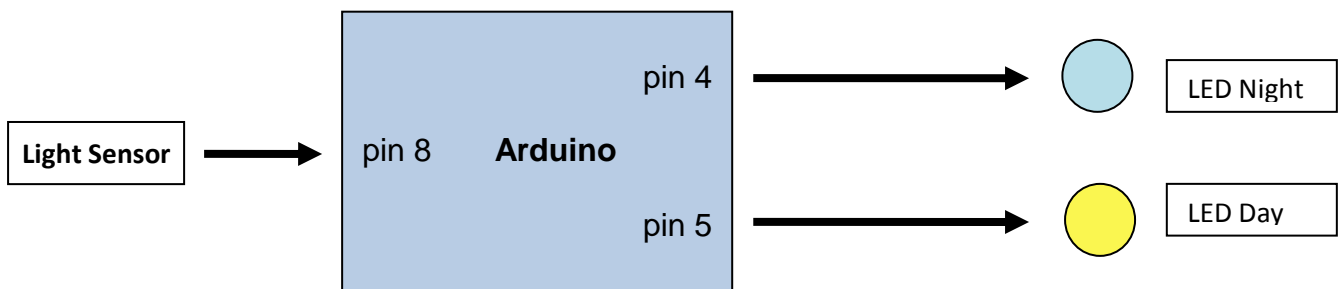 Light Sensor
pin 8
Arduino
pin 4
pin 5
LED Night
LED Day